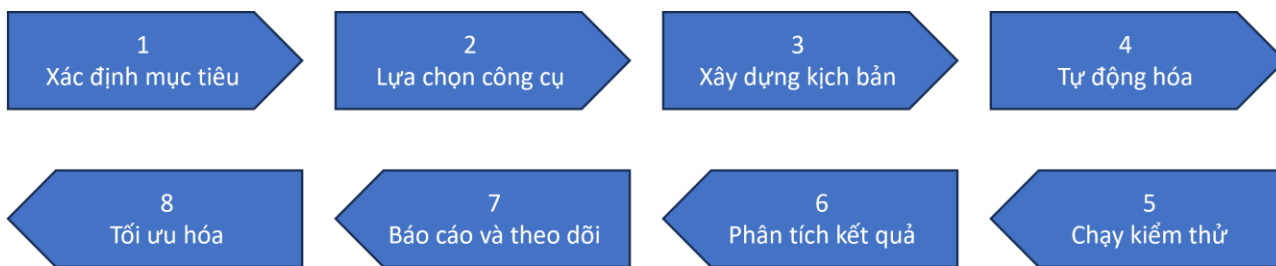 1
Xác định mục tiêu
2
Lựa chọn công cụ
3
Xây dựng kịch bản
4
Tự động hóa
8
Tối ưu hóa
7
Báo cáo và theo dõi
6
Phân tích kết quả
5
Chạy kiểm thử